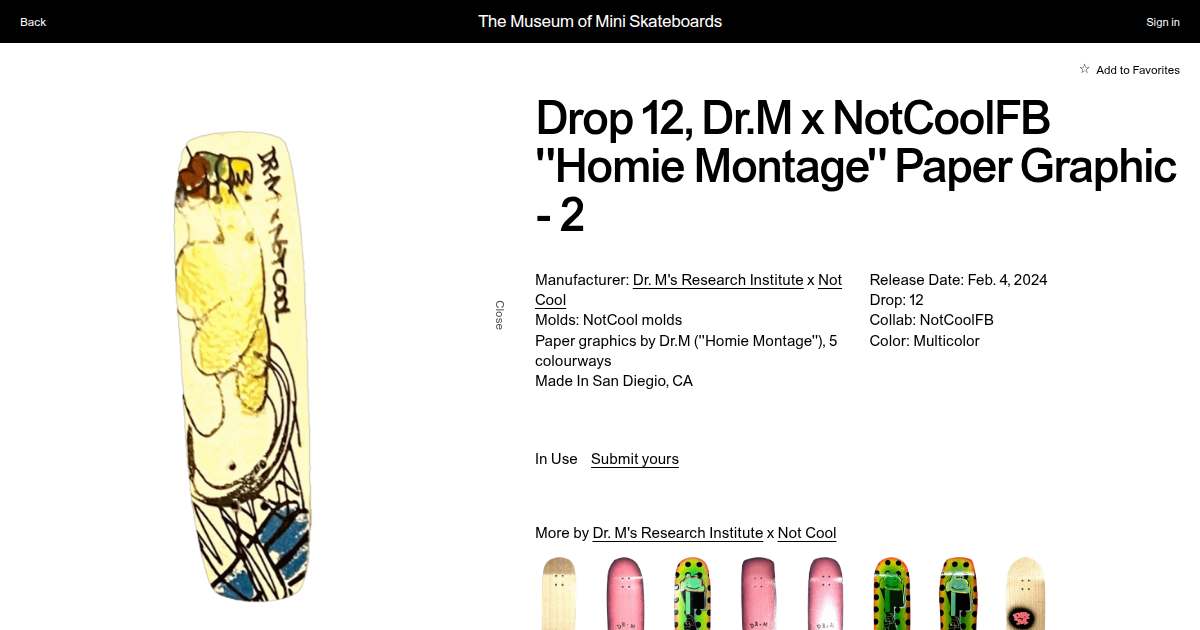 Back
The Museum of Mini Skateboards
Sign in
☆ Add to Favorites
Drop 12, Dr.M x NotCoolFB
"Homie Montage" Paper Graphic
- 2
Manufacturer: Dr. M's Research Institute x Not
Cool
Molds: NotCool molds
Paper graphics by Dr.M ("Homie Montage"), 5
colourways
Made In San Diegio, CA
Release Date: Feb. 4, 2024
Drop: 12
Collab: NotCoolFB
Color: Multicolor
Close
DR.M x NOT COOL
In Use Submit yours
More by Dr. M's Research Institute x Not Cool